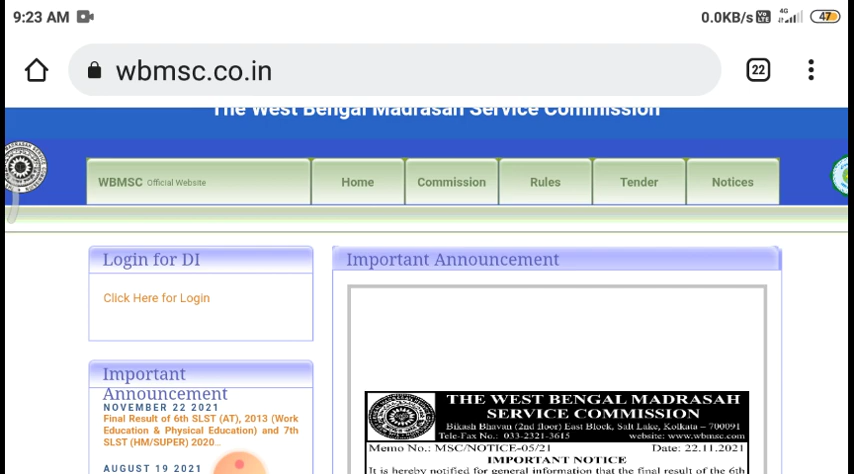 9:23 AM 0.0KB/s Vo LTE 4G 47
wbmsc.co.in 22
The West Bengal Madrasah Service Commission
WBMSC Official Website Home Commission Rules Tender Notices
Login for DI
Click Here for Login
Important
Announcement
NOVEMBER 22 2021
Final Result of 6th SLST (AT), 2013 (Work
Education & Physical Education) and 7th
SLST (HM/SUPER) 2020...
AUGUST 19 2021
Important Announcement
THE WEST BENGAL MADRASAH
SERVICE COMMISSION
Bikash Bhavan (2nd floor) East Block, Salt Lake, Kolkata – 700091
Tele-Fax No.: 033-2321-3615 website: www.wbmsc.com
Memo No.: MSC/NOTICE-05/21 Date: 22.11.2021
IMPORTANT NOTICE
It is hereby notified for general information that the final result of the 6th